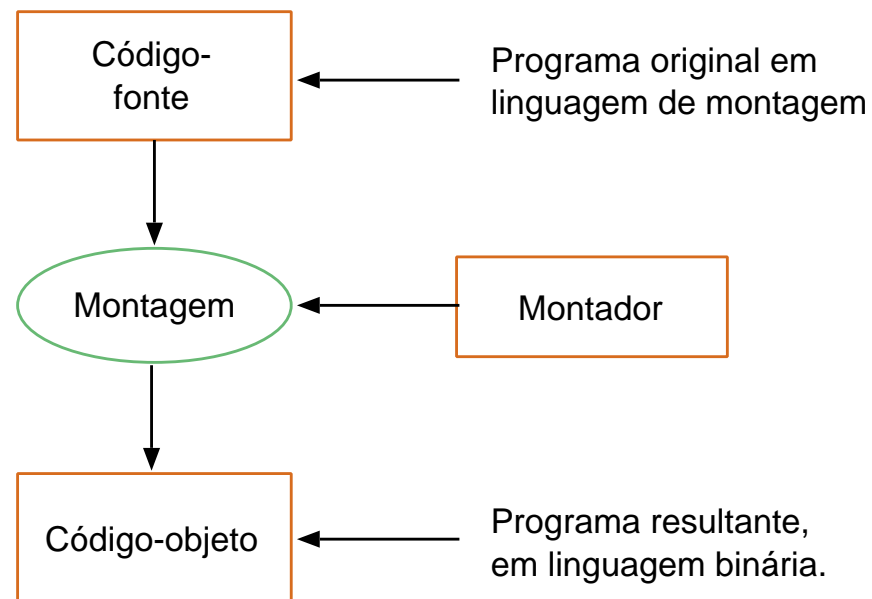 Código-
fonte
Programa original em
linguagem de montagem
Montagem
Montador
Código-objeto
Programa resultante,
em linguagem binária.